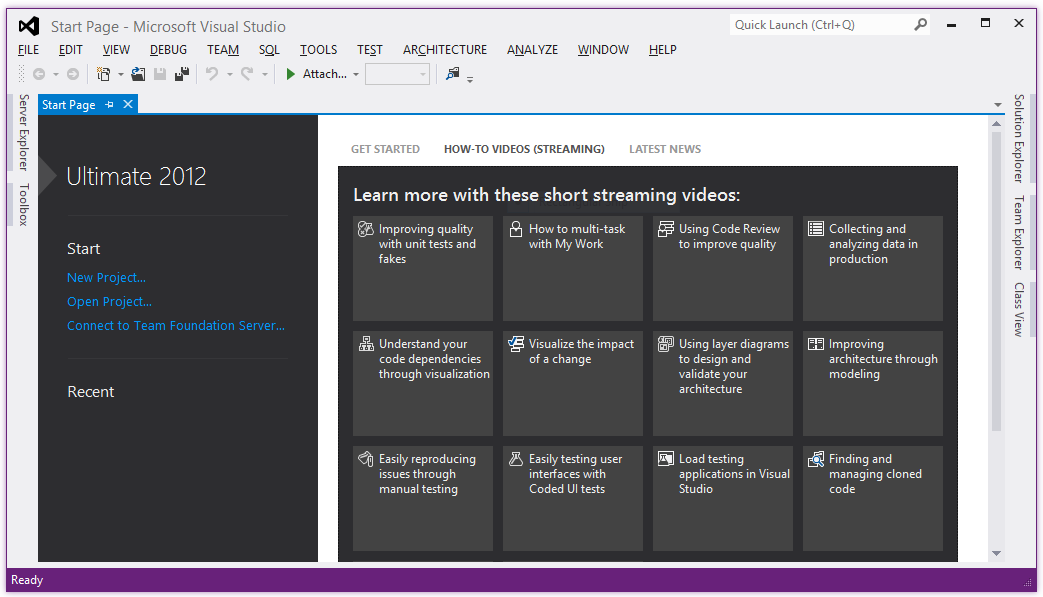 Start Page - Microsoft Visual Studio
Quick Launch (Ctrl+Q)
FILE EDIT VIEW DEBUG TEAM SQL TOOLS TEST ARCHITECTURE ANALYZE WINDOW HELP
Attach...
Server Explorer
Toolbox
Start Page
Ultimate 2012
Start
New Project...
Open Project...
Connect to Team Foundation Server...
Recent
GET STARTED HOW-TO VIDEOS (STREAMING) LATEST NEWS
Learn more with these short streaming videos:
Improving quality
with unit tests and
fakes
How to multi-task
with My Work
Using Code Review
to improve quality
Collecting and
analyzing data in
production
Understand your
code dependencies
through visualization
Visualize the impact
of a change
Using layer diagrams
to design and
validate your
architecture
Improving
architecture through
modeling
Easily reproducing
issues through
manual testing
Easily testing user
interfaces with
Coded UI tests
Load testing
applications in Visual
Studio
Finding and
managing cloned
code
Solution Explorer
Team Explorer
Class View
Ready